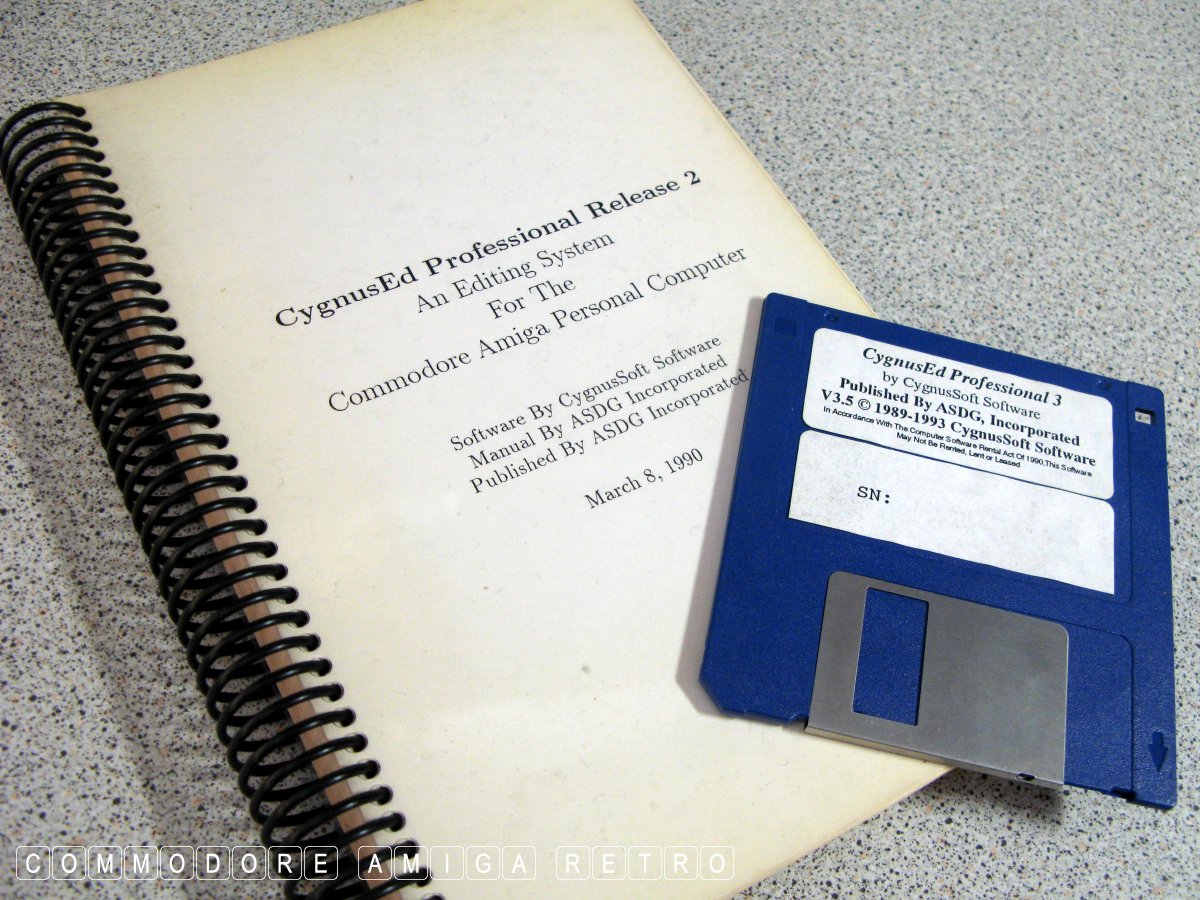 CygnusEd Professional Release 2
An Editing System
For The
Commodore Amiga Personal Computer
Software By CygnusSoft Software
Manual By ASDG Incorporated
Published By ASDG Incorporated
March 8, 1990
CygnusEd Professional 3
by CygnusSoft Software
Published By ASDG, Incorporated
V3.5 © 1989-1993 CygnusSoft Software
In Accordance With The Computer Software Rental Act Of 1990,This Software
May Not Be Rented, Lent or Leased
SN:
COMMODORE AMIGA RETRO